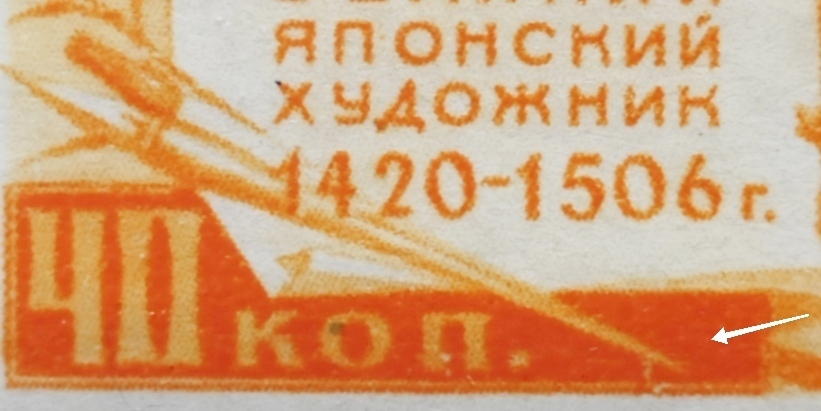 ЯПОНСКИЙ
ХУДОЖНИК
1420-1506 г.
40 коп.